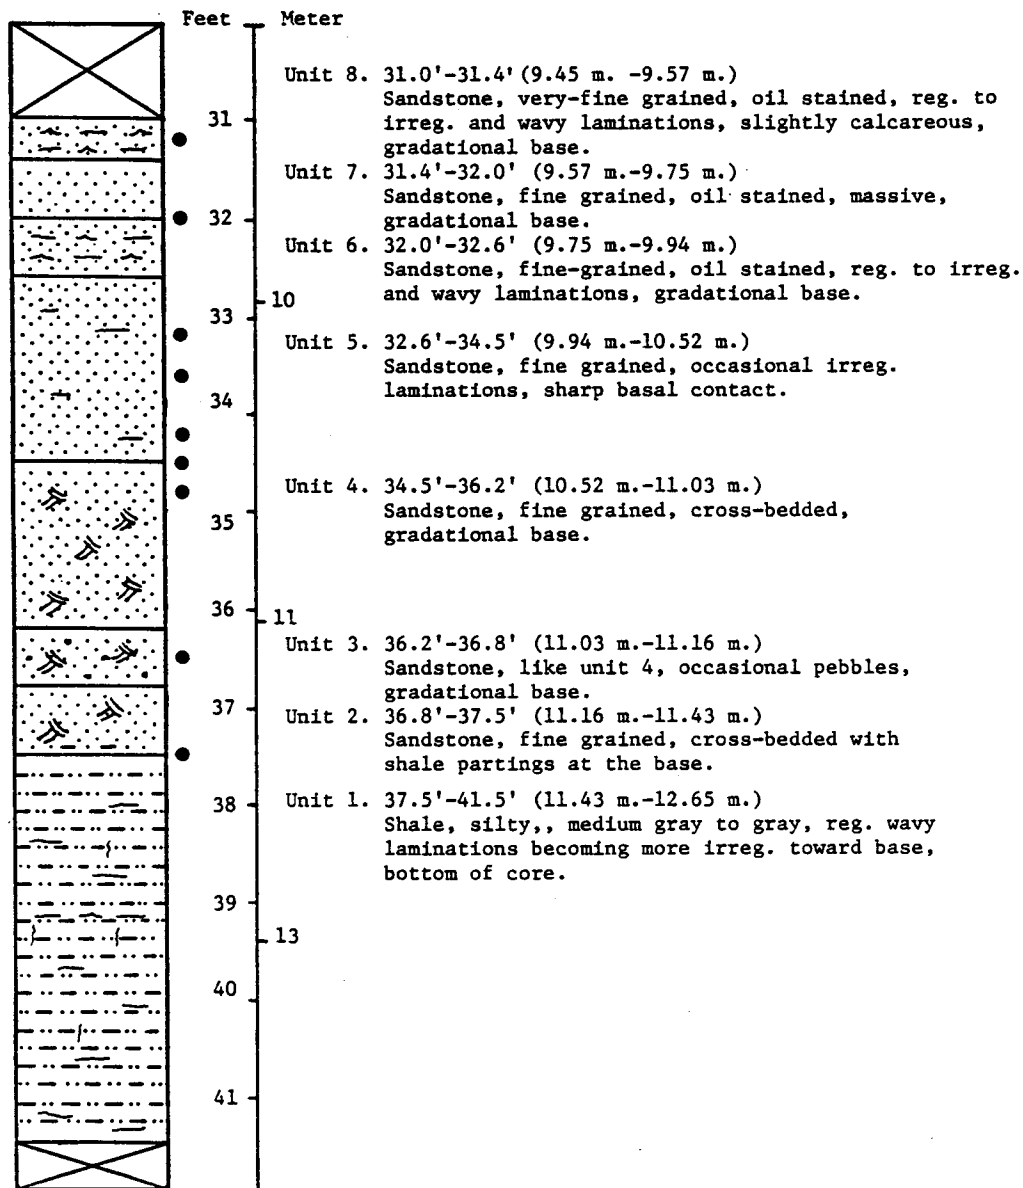 Feet Meter
Unit 8. 31.0'-31.4' (9.45 m. -9.57 m.)
Sandstone, very-fine grained, oil stained, reg. to
31
irreg. and wavy laminations, slightly calcareous,
gradational base.
Unit 7. 31.4'-32.0' (9.57 m.-9.75 m.)
Sandstone, fine grained, oil stained, massive,
32
gradational base.
Unit 6. 32.0'-32.6' (9.75 m.-9.94 m.)
Sandstone, fine-grained, oil stained, reg. to irreg.
and wavy laminations, gradational base.
10
33
Unit 5. 32.6'-34.5' (9.94 m.-10.52 m.)
Sandstone, fine grained, occasional irreg.
laminations, sharp basal contact.
34
Unit 4. 34.5'-36.2' (10.52 m.-11.03 m.)
Sandstone, fine grained, cross-bedded,
35
gradational base.
36
11
Unit 3. 36.2'-36.8' (11.03 m.-11.16 m.)
Sandstone, like unit 4, occasional pebbles,
gradational base.
37
Unit 2. 36.8'-37.5' (11.16 m.-11.43 m.)
Sandstone, fine grained, cross-bedded with
shale partings at the base.
38
Unit 1. 37.5'-41.5' (11.43 m.-12.65 m.)
Shale, silty,, medium gray to gray, reg. wavy
laminations becoming more irreg. toward base,
bottom of core.
39
13
40
41